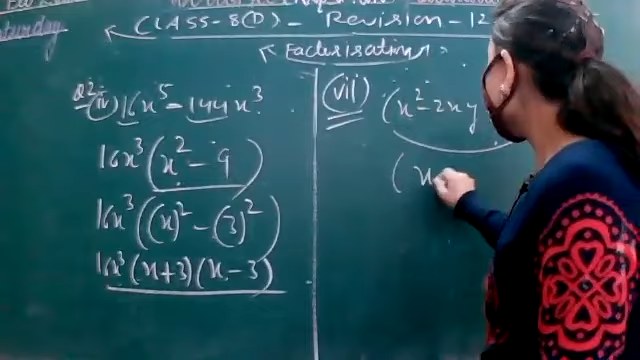 CLASS-8(D) - Revision-12
Saturday
Factorisation:
Q2 (iv) 16x⁵ - 144x³
16x³(x² - 9)
16x³((x)² - (3)²)
16x³(x+3)(x-3)
(vii) (x²-2xy
(x